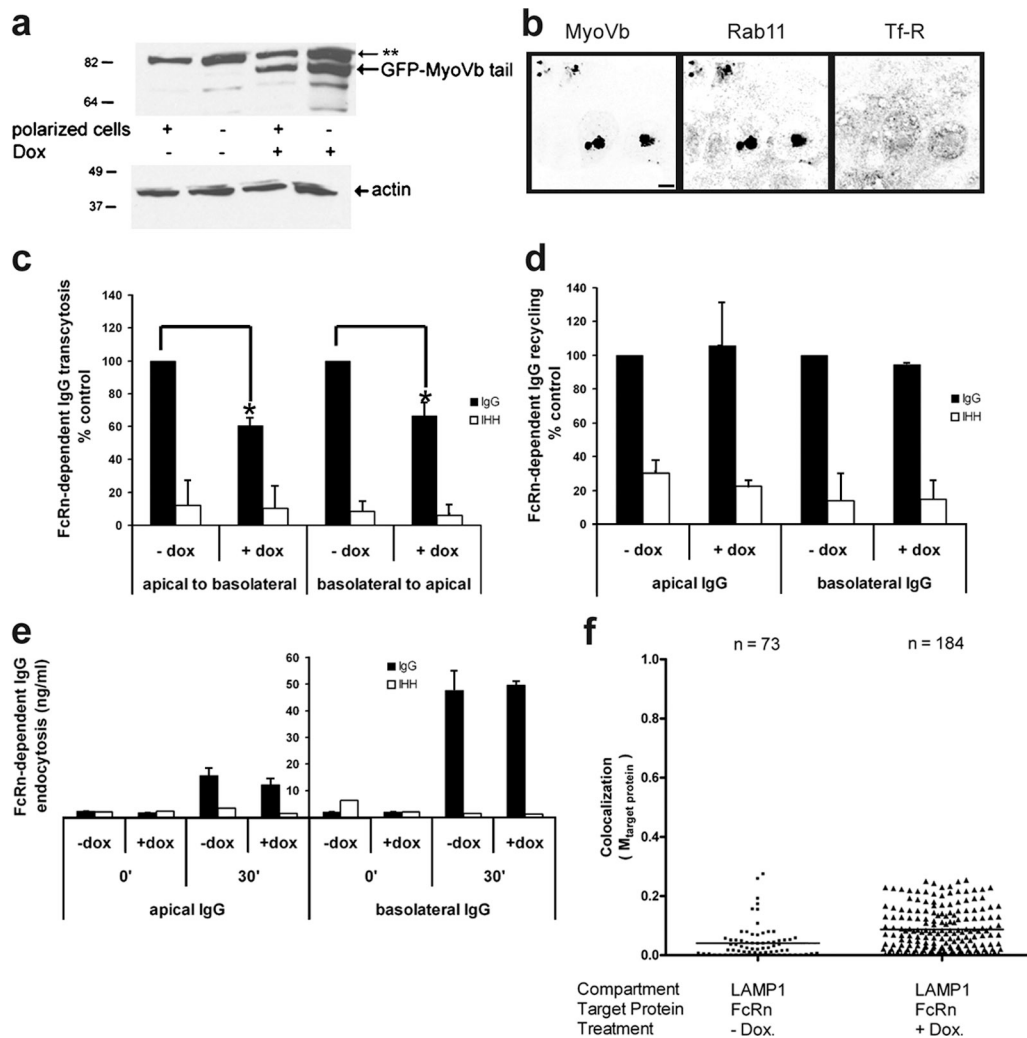 a
82
64
**
GFP-MyoVb tail
polarized cells + - + -
Dox - - + +
49
37
actin
b
MyoVb Rab11 Tf-R
c
FcRn-dependent IgG transcytosis
% control
140
120
100
80
60
40
20
0
*
*
IgG
IHH
- dox + dox - dox + dox
apical to basolateral basolateral to apical
d
FcRn-dependent IgG recycling
% control
140
120
100
80
60
40
20
0
IgG
IHH
- dox + dox - dox + dox
apical IgG basolateral IgG
e
FcRn-dependent IgG
endocytosis (ng/ml)
60
50
40
30
20
10
0
IgG
IHH
-dox +dox -dox +dox -dox +dox -dox +dox
0' 30' 0' 30'
apical IgG basolateral IgG
f
n = 73 n = 184
Colocalization
( Mtarget protein )
1.0
0.8
0.6
0.4
0.2
0.0
Compartment LAMP1 LAMP1
Target Protein FcRn FcRn
Treatment - Dox. + Dox.